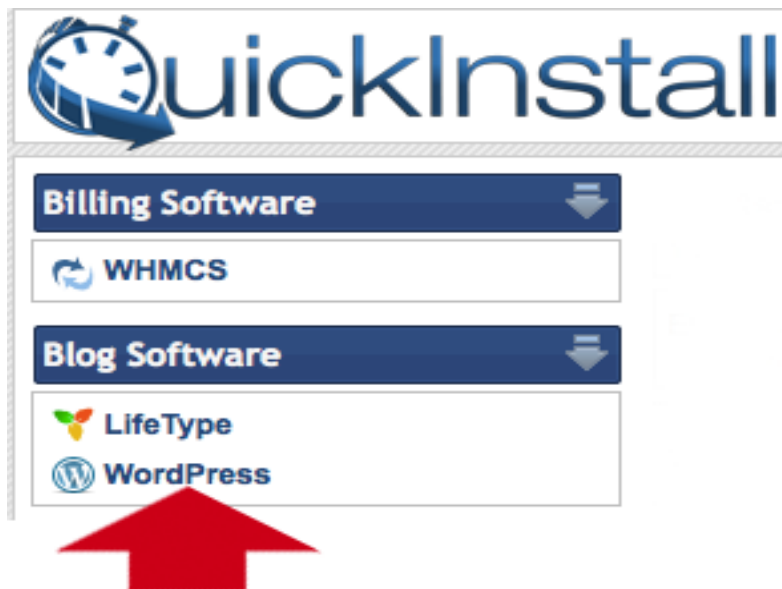 QuickInstall
Billing Software
WHMCS
Blog Software
LifeType
WordPress